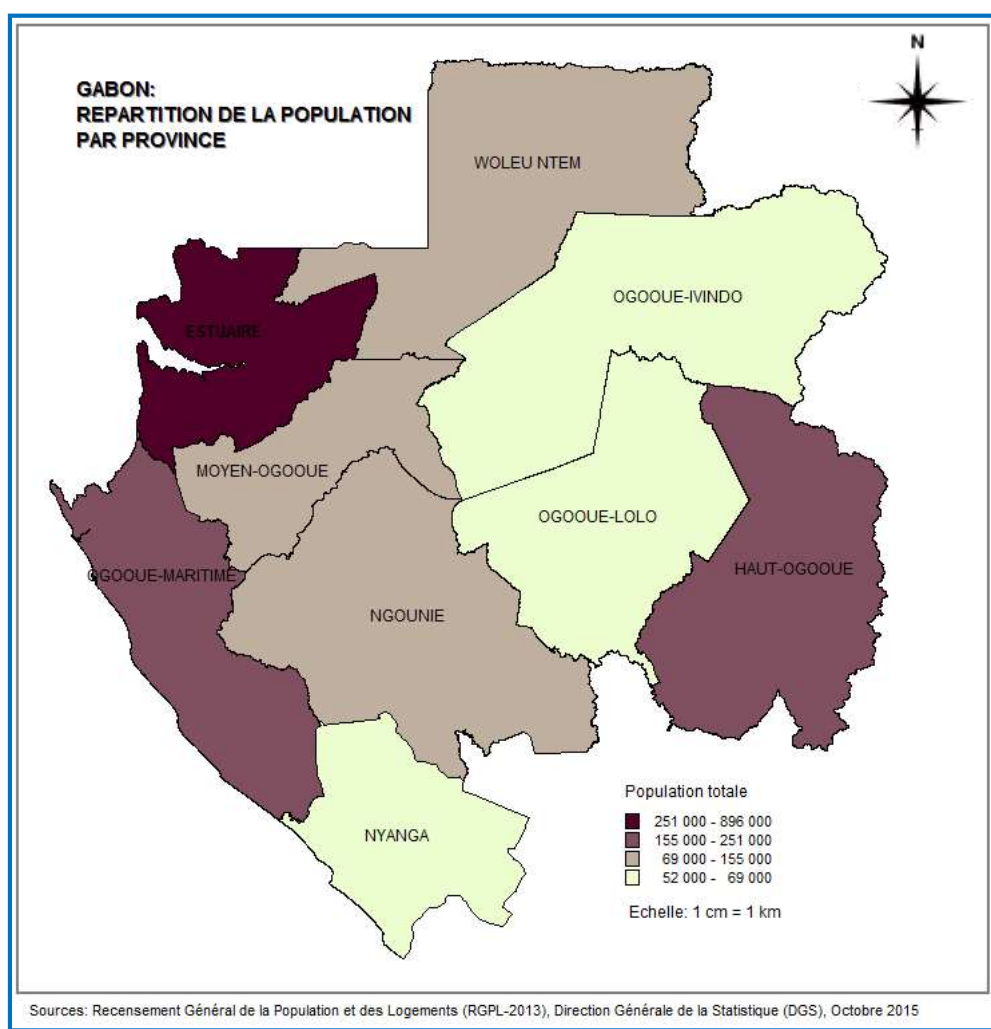 N
GABON:
REPARTITION DE LA POPULATION
PAR PROVINCE
WOLEU NTEM
OGOOUE-IVINDO
ESTUAIRE
MOYEN-OGOOUE
OGOOUE-LOLO
HAUT-OGOOUE
OGOOUE-MARITIME
NGOUNIE
NYANGA
Population totale
251 000 - 896 000
155 000 - 251 000
69 000 - 155 000
52 000 - 69 000
Echelle: 1 cm = 1 km
Sources: Recensement Général de la Population et des Logements (RGPL-2013), Direction Générale de la Statistique (DGS), Octobre 2015